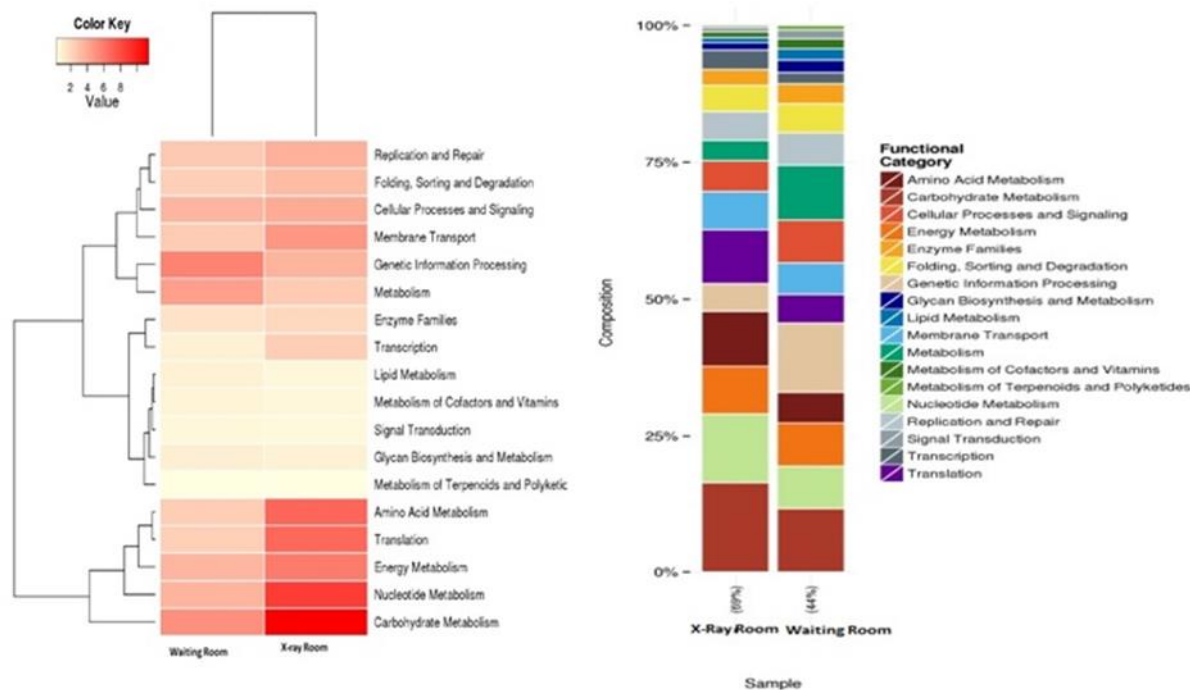 Color Key
2 4 6 8
Value
Replication and Repair
Folding, Sorting and Degradation
Cellular Processes and Signaling
Membrane Transport
Genetic Information Processing
Metabolism
Enzyme Families
Transcription
Lipid Metabolism
Metabolism of Cofactors and Vitamins
Signal Transduction
Glycan Biosynthesis and Metabolism
Metabolism of Terpenoids and Polyketic
Amino Acid Metabolism
Translation
Energy Metabolism
Nucleotide Metabolism
Carbohydrate Metabolism
Waiting Room
X-ray Room
100%
75%
50%
25%
0%
Composition
(69%)
(44%)
X-Ray Room
Waiting Room
Sample
Functional
Category
Amino Acid Metabolism
Carbohydrate Metabolism
Cellular Processes and Signaling
Energy Metabolism
Enzyme Families
Folding, Sorting and Degradation
Genetic Information Processing
Glycan Biosynthesis and Metabolism
Lipid Metabolism
Membrane Transport
Metabolism
Metabolism of Cofactors and Vitamins
Metabolism of Terpenoids and Polyketides
Nucleotide Metabolism
Replication and Repair
Signal Transduction
Transcription
Translation